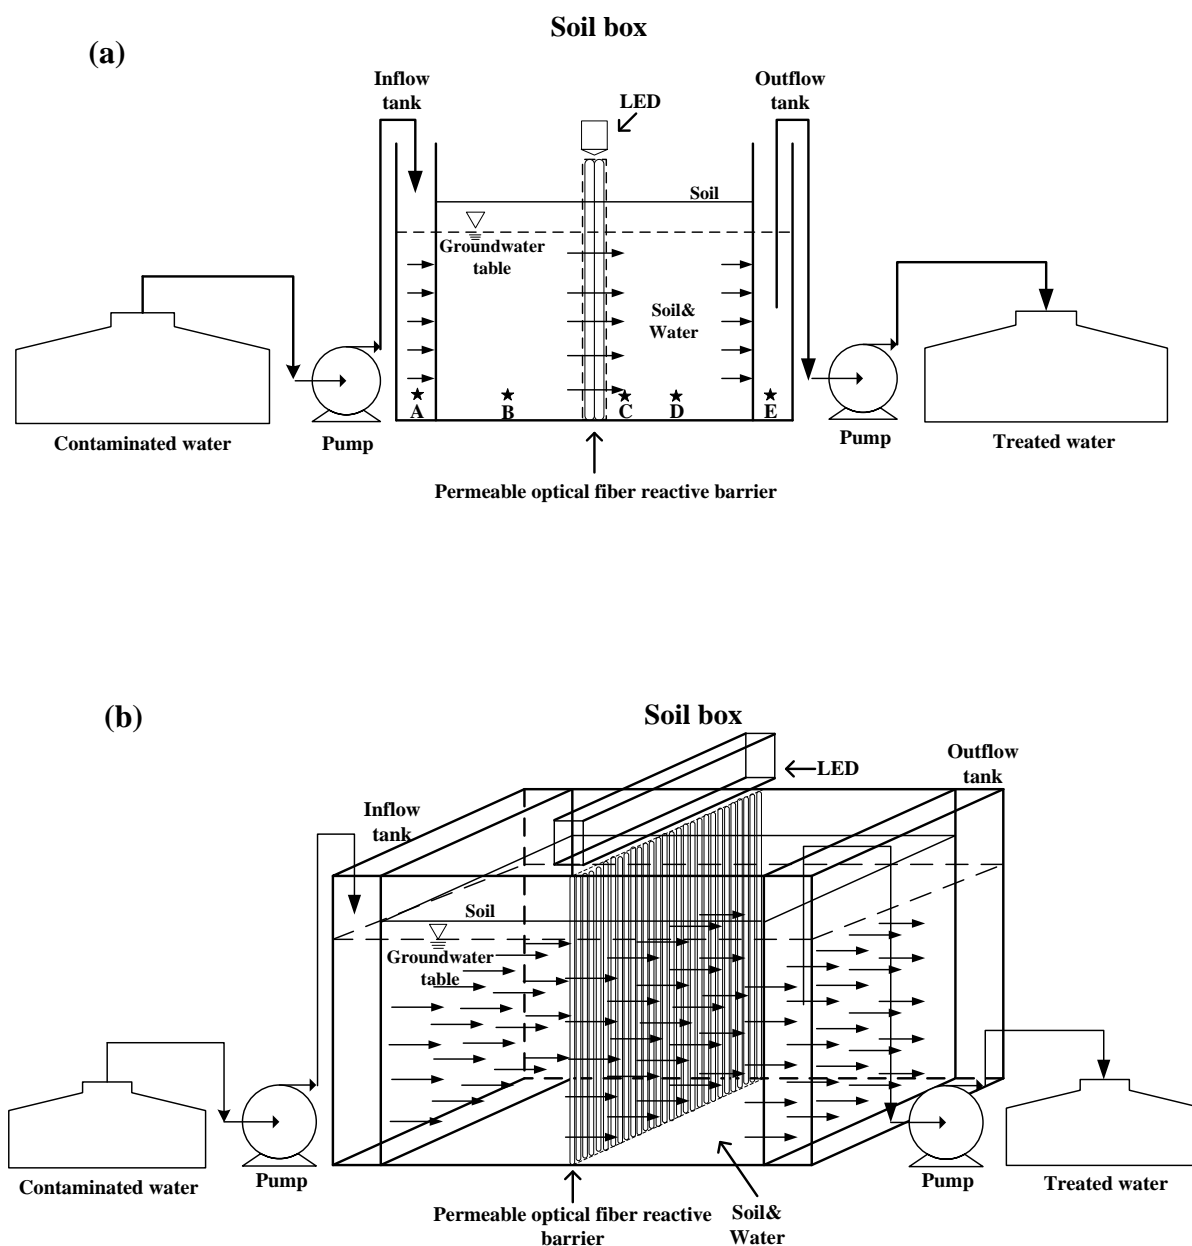 Soil box
(a)
Inflow
tank
LED
Outflow
tank
Soil
Groundwater
table
Soil&
Water
A
B
C
D
E
Contaminated water
Pump
Pump
Treated water
Permeable optical fiber reactive barrier
(b)
Soil box
Outflow
tank
LED
Inflow
tank
Soil
Groundwater
table
Contaminated water
Pump
Permeable optical fiber reactive
barrier
Soil&
Water
Pump
Treated water